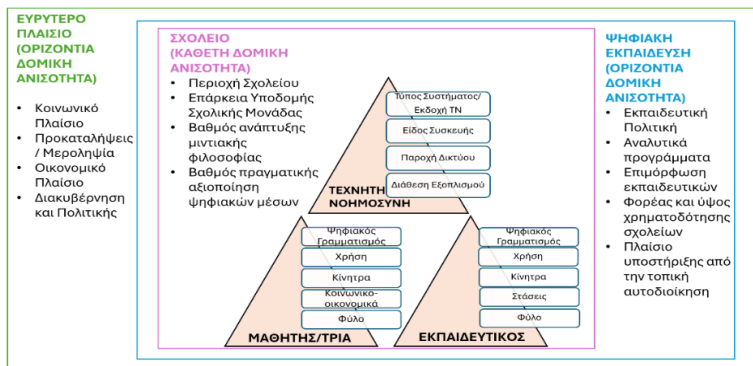 ΕΥΡΥΤΕΡΟ
ΠΛΑΙΣΙΟ
(ΟΡΙΖΟΝΤΙΑ
ΔΟΜΙΚΗ
ΑΝΙΣΟΤΗΤΑ)
• Κοινωνικό
Πλαίσιο
• Προκαταλήψεις
/ Μεροληψία
• Οικονομικό
Πλαίσιο
• Διακυβέρνηση
και Πολιτικής
ΣΧΟΛΕΙΟ
(ΚΑΘΕΤΗ ΔΟΜΙΚΗ
ΑΝΙΣΟΤΗΤΑ)
• Περιοχή Σχολείου
• Επάρκεια Υποδομής
Σχολικής Μονάδας
• Βαθμός ανάπτυξης
μιντιακής
φιλοσοφίας
• Βαθμός πραγματικής
αξιοποίηση
ψηφιακών μέσων
Τύπος Συστήματος/
Εκδοχή ΤΝ
Είδος Συσκευής
Παροχή Δικτύου
Διάθεση Εξοπλισμού
ΤΕΧΝΗΤΗ
ΝΟΗΜΟΣΥΝΗ
Ψηφιακός
Γραμματισμός
Χρήση
Κίνητρα
Κοινωνικο-
οικονομικά
Φύλο
ΜΑΘΗΤΗΣ/ΤΡΙΑ
Ψηφιακός
Γραμματισμός
Χρήση
Κίνητρα
Στάσεις
Φύλο
ΕΚΠΑΙΔΕΥΤΙΚΟΣ
ΨΗΦΙΑΚΗ
ΕΚΠΑΙΔΕΥΣΗ
(ΟΡΙΖΟΝΤΙΑ
ΔΟΜΙΚΗ
ΑΝΙΣΟΤΗΤΑ)
• Εκπαιδευτική
Πολιτική
• Αναλυτικά
προγράμματα
• Επιμόρφωση
εκπαιδευτικών
• Φορέας και ύψος
χρηματοδότησης
σχολείων
• Πλαίσιο
υποστήριξης από
την τοπική
αυτοδιοίκηση